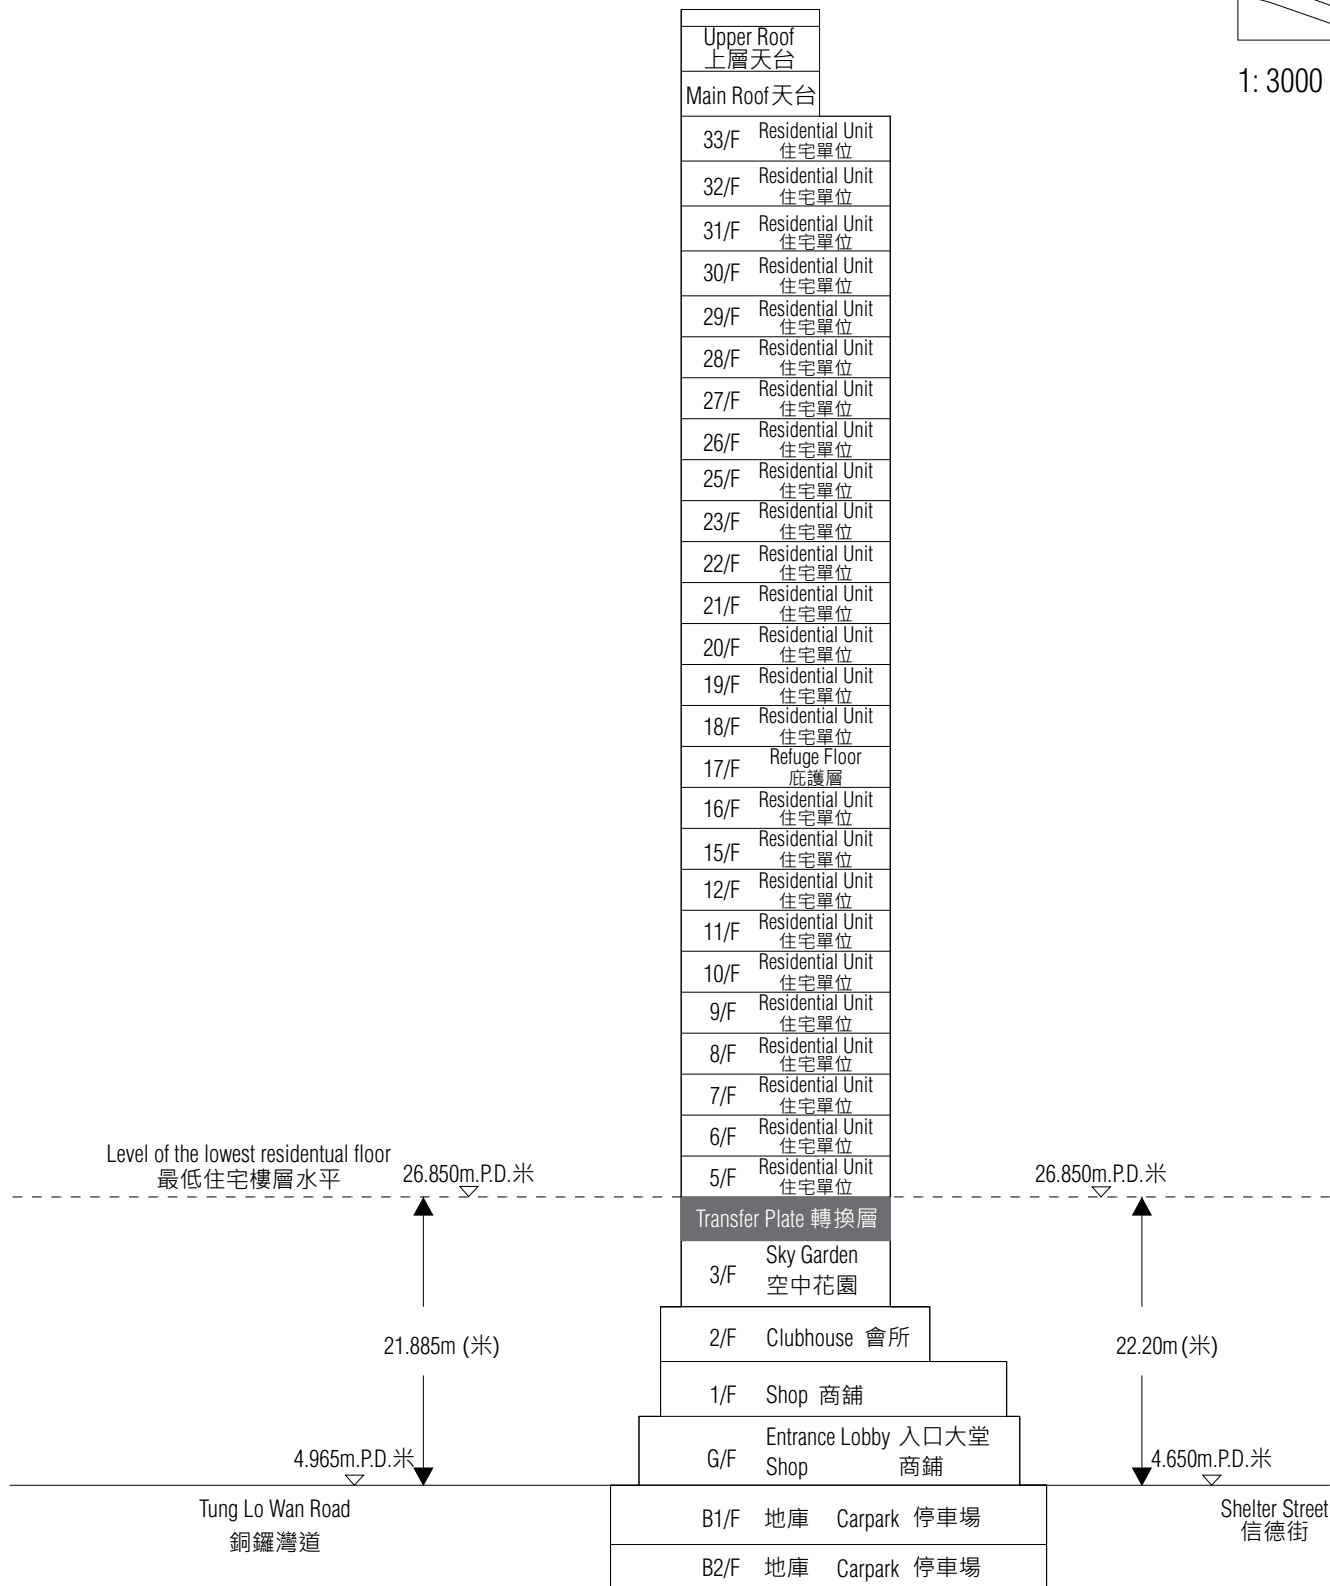 Upper Roof
上層天台
1: 3000
Main Roof 天台
33/F Residential Unit
住宅單位
32/F Residential Unit
住宅單位
31/F Residential Unit
住宅單位
30/F Residential Unit
住宅單位
29/F Residential Unit
住宅單位
28/F Residential Unit
住宅單位
27/F Residential Unit
住宅單位
26/F Residential Unit
住宅單位
25/F Residential Unit
住宅單位
23/F Residential Unit
住宅單位
22/F Residential Unit
住宅單位
21/F Residential Unit
住宅單位
20/F Residential Unit
住宅單位
19/F Residential Unit
住宅單位
18/F Residential Unit
住宅單位
17/F Refuge Floor
庇護層
16/F Residential Unit
住宅單位
15/F Residential Unit
住宅單位
12/F Residential Unit
住宅單位
11/F Residential Unit
住宅單位
10/F Residential Unit
住宅單位
9/F Residential Unit
住宅單位
8/F Residential Unit
住宅單位
7/F Residential Unit
住宅單位
6/F Residential Unit
住宅單位
5/F Residential Unit
住宅單位
Level of the lowest residentual floor
最低住宅樓層水平
26.850m.P.D.米
26.850m.P.D.米
Transfer Plate 轉換層
3/F Sky Garden
空中花園
21.885m (米)
2/F Clubhouse 會所
22.20m (米)
1/F Shop 商舖
G/F Entrance Lobby 入口大堂
Shop 商鋪
4.965m.P.D.米
4.650m.P.D.米
Tung Lo Wan Road
銅鑼灣道
B1/F 地庫 Carpark 停車場
Shelter Street
信德街
B2/F 地庫 Carpark 停車場